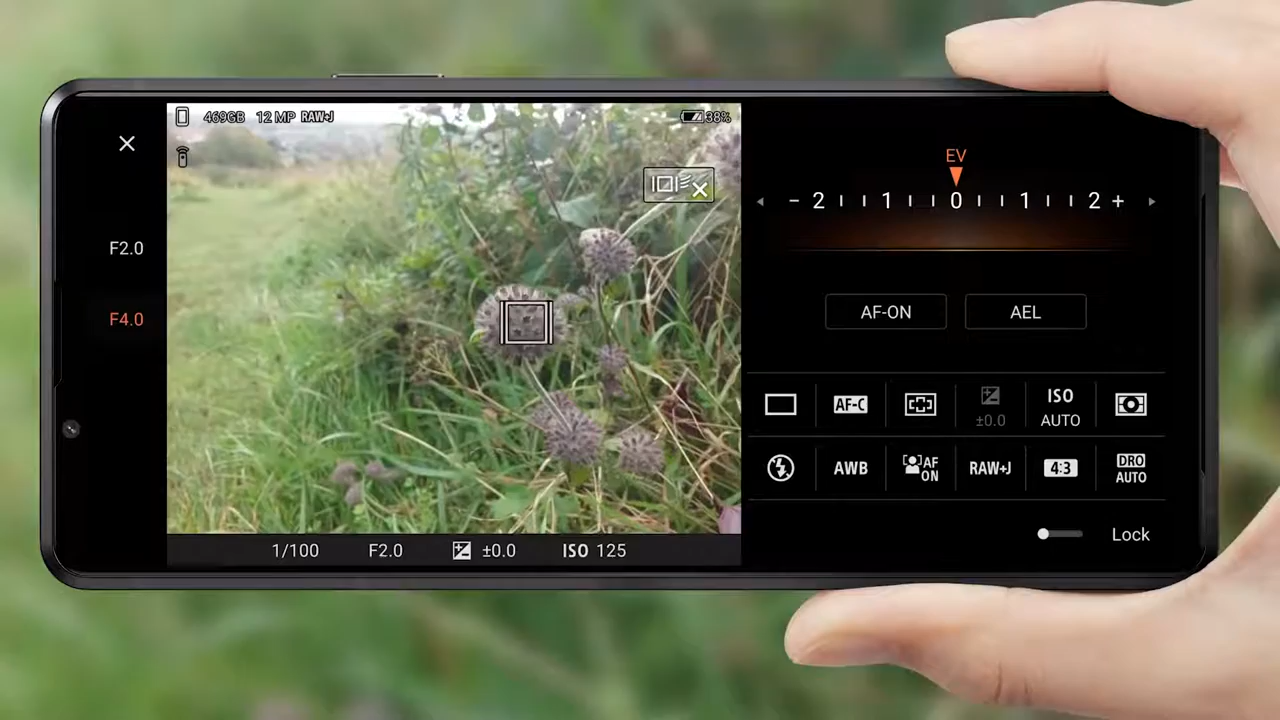 469GB 12 MP RAW+J 38%
F2.0
F4.0
1/100 F2.0 ±0.0 ISO 125
EV
− 2 1 0 1 2 +
AF-ON AEL
AF-C ±0.0 ISO AUTO
AWB AF ON RAW+J 4:3 DRO AUTO
Lock